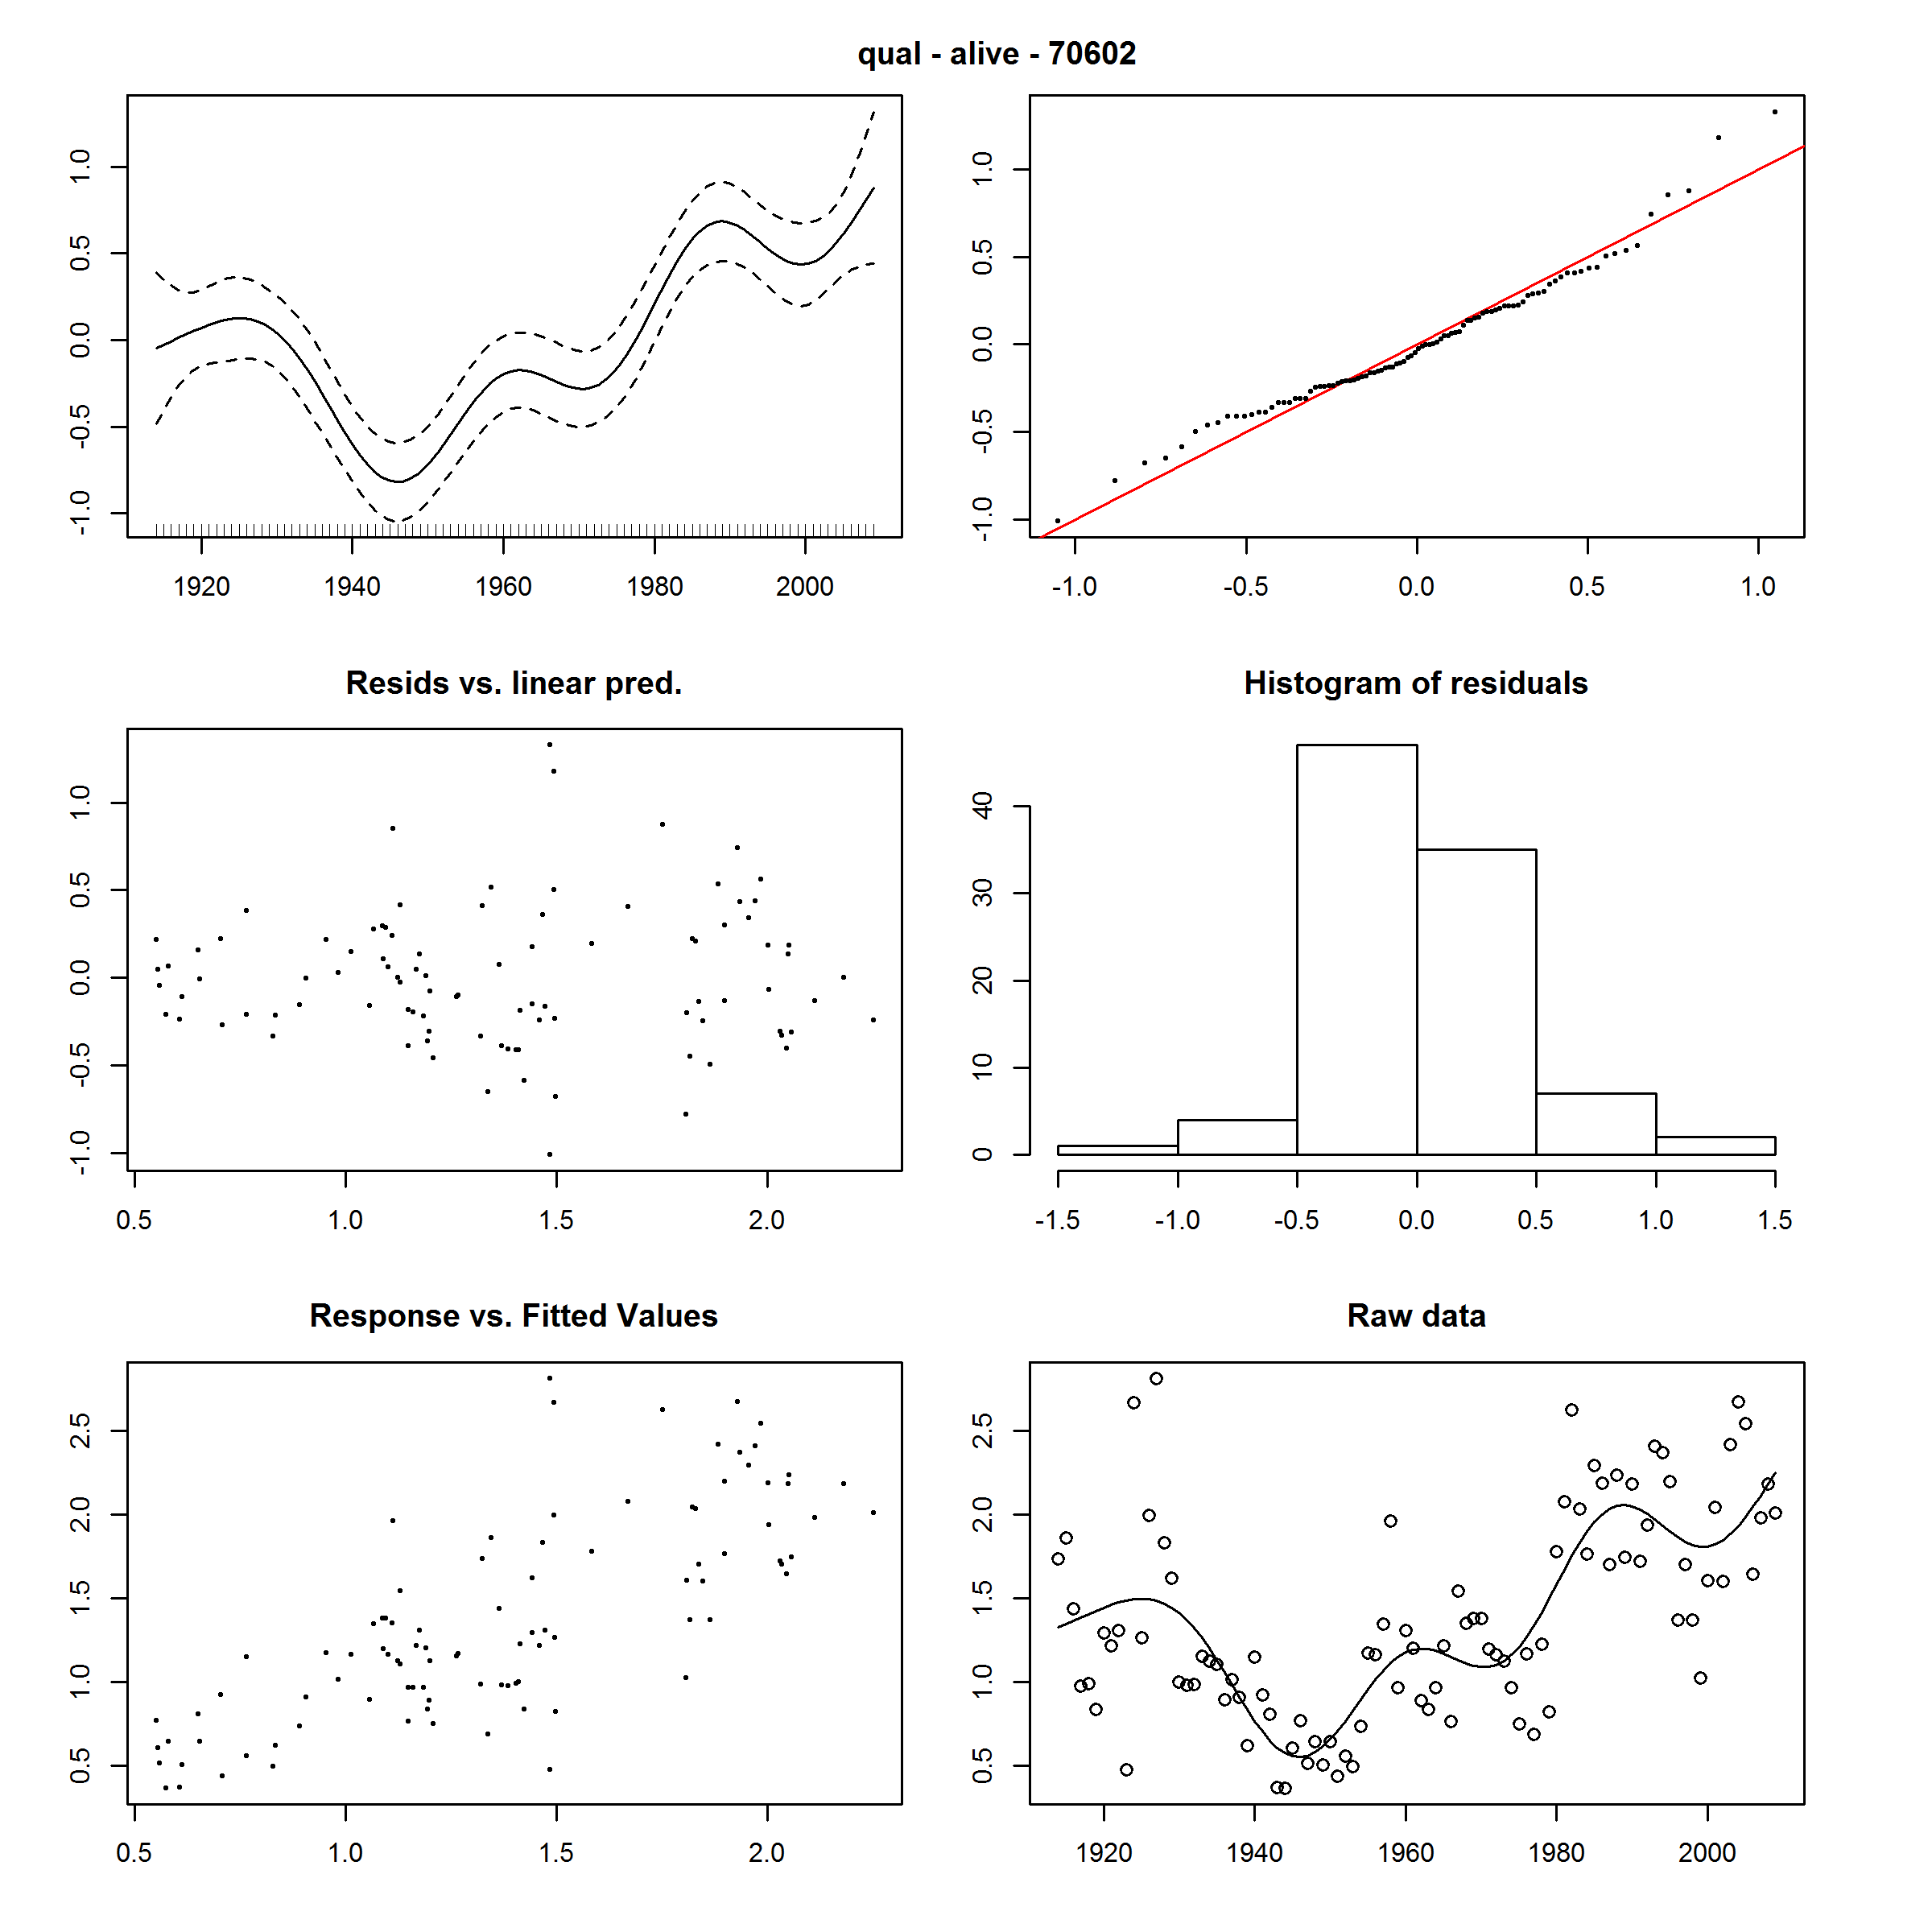 qual - alive - 70602
1.0
0.5
0.0
-0.5
-1.0
1920 1940 1960 1980 2000
1.0
0.5
0.0
-0.5
-1.0
-1.0 -0.5 0.0 0.5 1.0
Resids vs. linear pred.
1.0
0.5
0.0
-0.5
-1.0
0.5 1.0 1.5 2.0
Histogram of residuals
40
30
20
10
0
-1.5 -1.0 -0.5 0.0 0.5 1.0 1.5
Response vs. Fitted Values
2.5
2.0
1.5
1.0
0.5
0.5 1.0 1.5 2.0
Raw data
2.5
2.0
1.5
1.0
0.5
1920 1940 1960 1980 2000